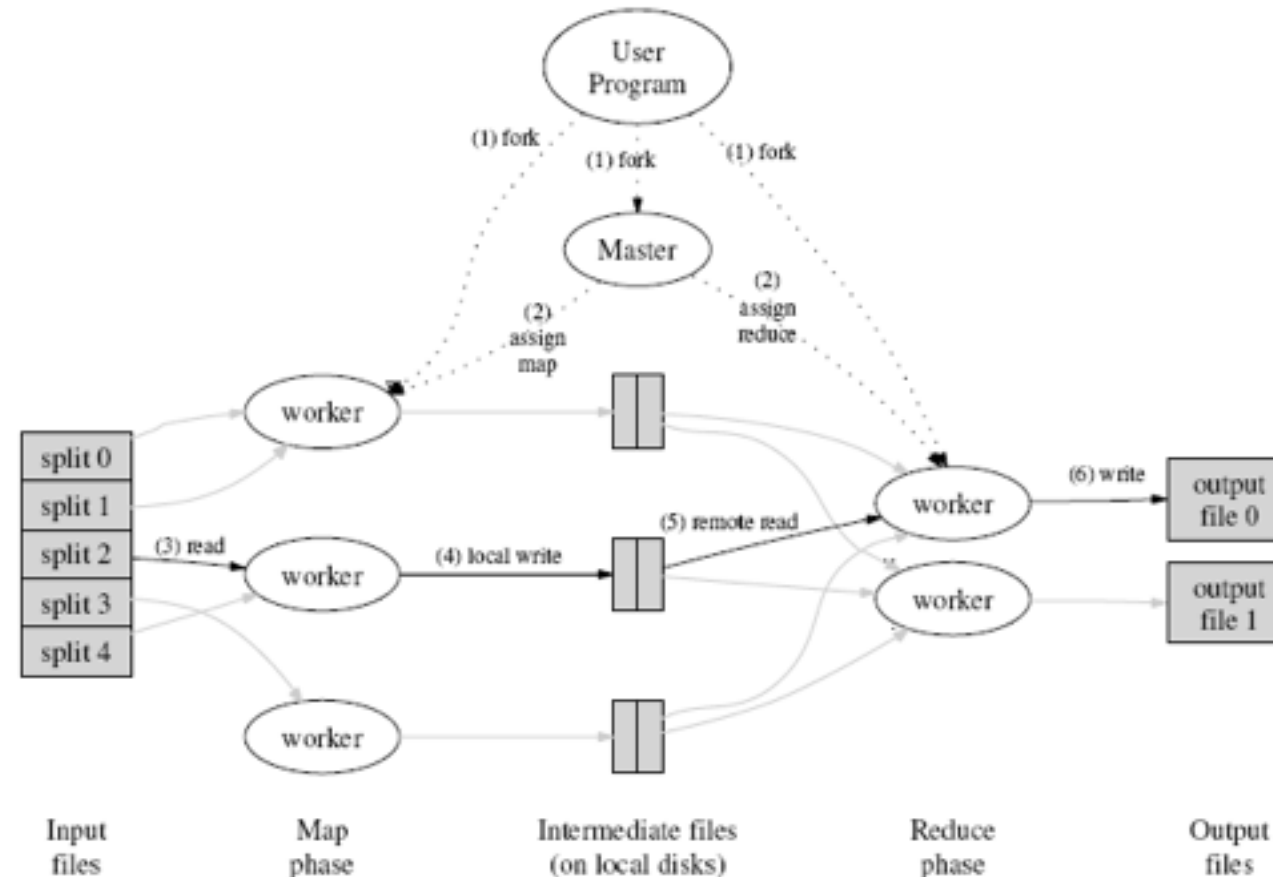 User
Program
(1) fork
(1) fork
(1) fork
Master
(2)
assign
map
(2)
assign
reduce
worker
split 0
split 1
split 2
split 3
split 4
(3) read
worker
(4) local write
(5) remote read
worker
(6) write
output
file 0
worker
output
file 1
worker
Input
files
Map
phase
Intermediate files
(on local disks)
Reduce
phase
Output
files